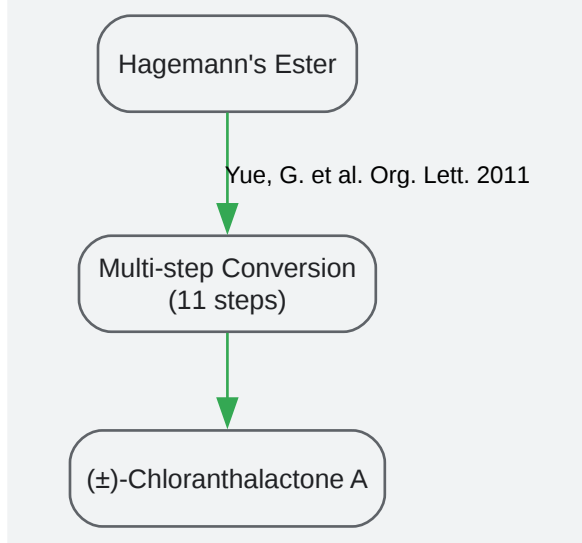 Hagemann's Ester
Yue, G. et al. Org. Lett. 2011
Multi-step Conversion
(11 steps)
(±)-Chloranthalactone A